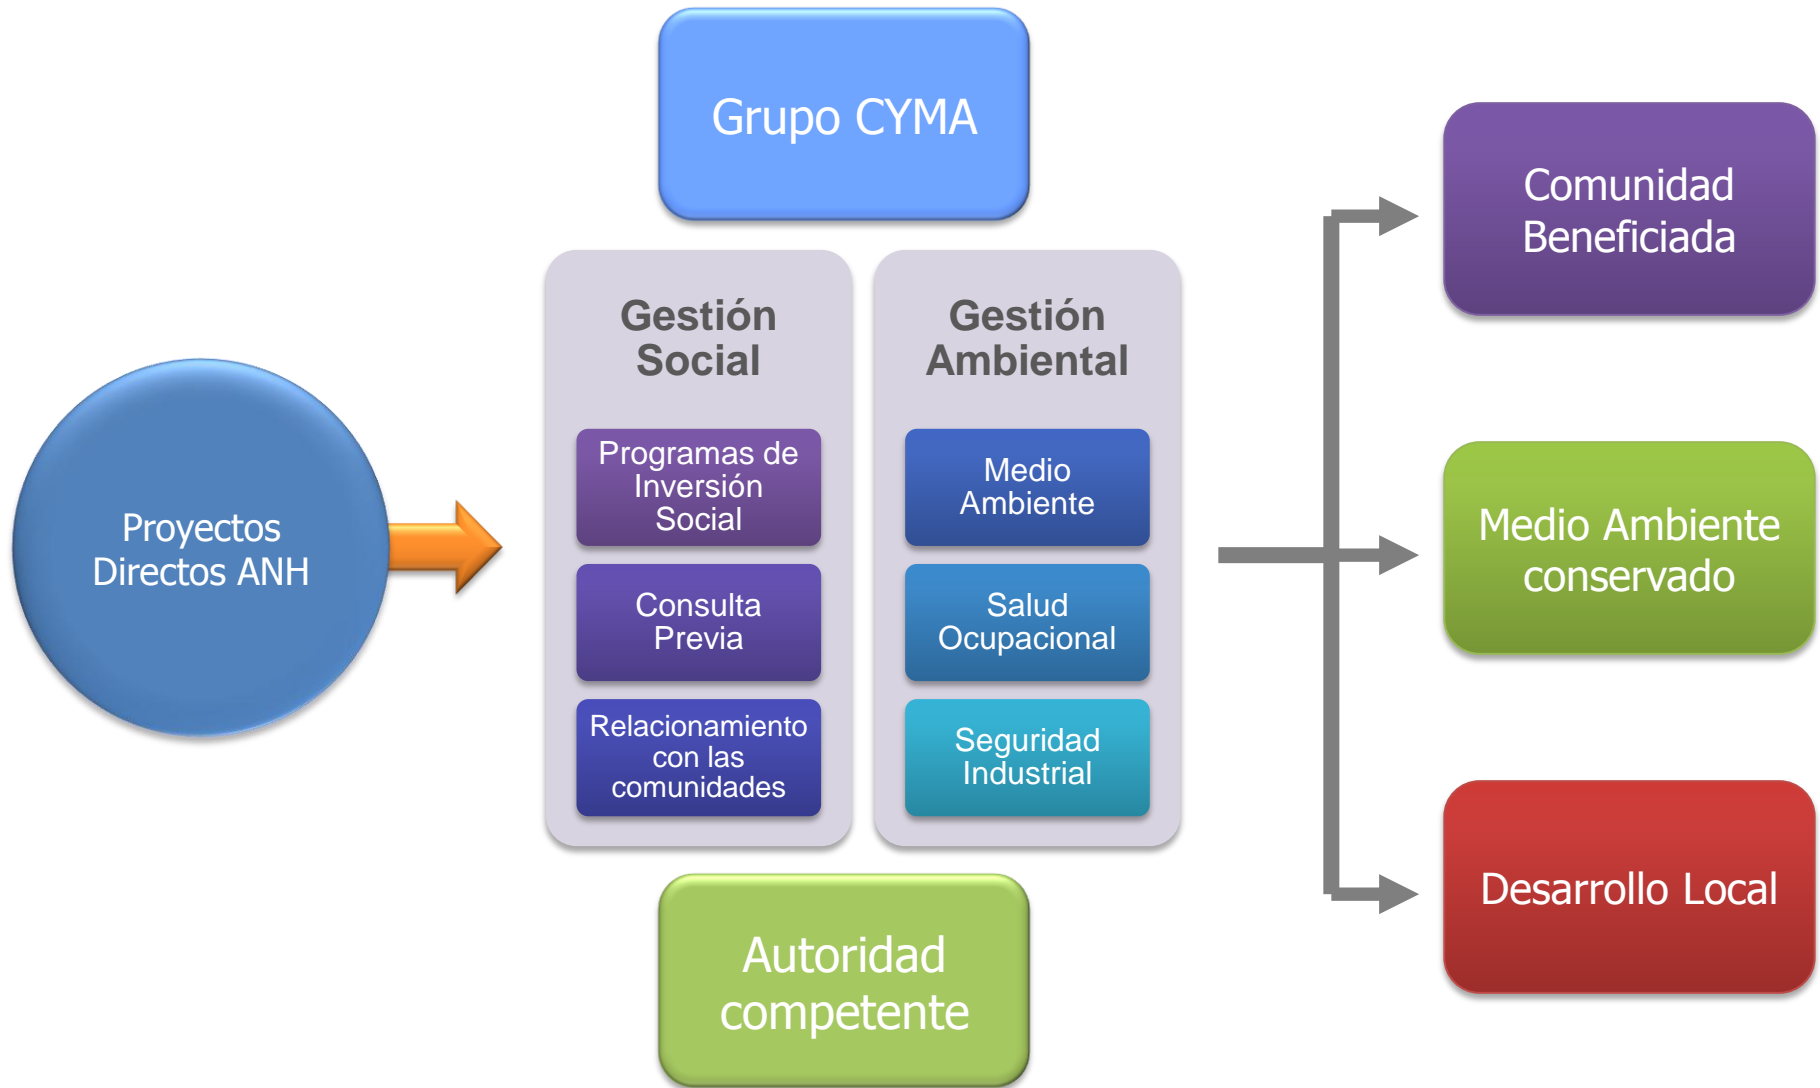 Grupo CYMA
Proyectos
Directos ANH
Gestión
Social
Programas de
Inversión
Social
Consulta
Previa
Relacionamiento
con las
comunidades
Gestión
Ambiental
Medio
Ambiente
Salud
Ocupacional
Seguridad
Industrial
Autoridad
competente
Comunidad
Beneficiada
Medio Ambiente
conservado
Desarrollo Local